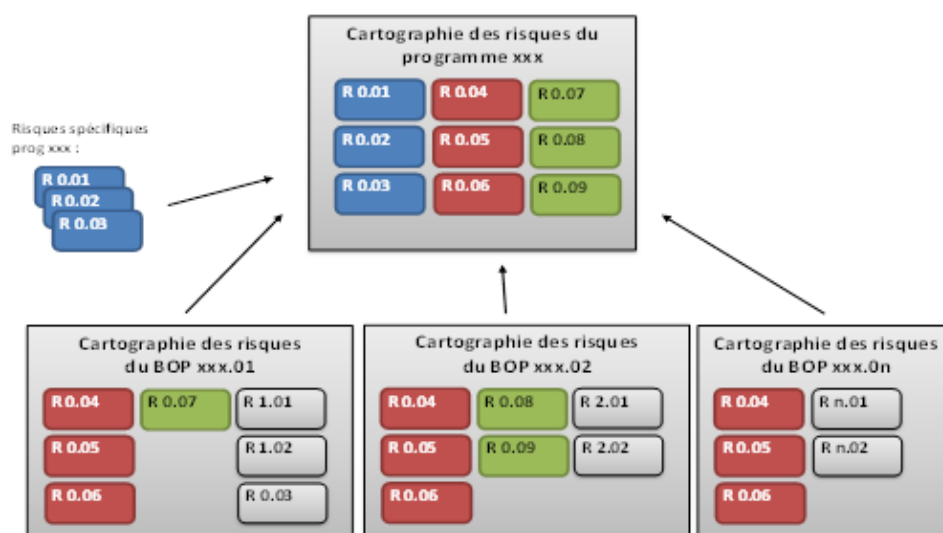 Cartographie des risques du
programme xxx
R 0.01
R 0.04
R 0.07
R 0.02
R 0.05
R 0.08
R 0.03
R 0.06
R 0.09
Risques spécifiques
prog xxx :
R 0.01
R 0.02
R 0.03
Cartographie des risques
du BOP xxx.01
R 0.04
R 0.07
R 1.01
R 0.05
R 1.02
R 0.06
R 0.03
Cartographie des risques
du BOP xxx.02
R 0.04
R 0.08
R 2.01
R 0.05
R 0.09
R 2.02
R 0.06
Cartographie des risques
du BOP xxx.0n
R 0.04
R n.01
R 0.05
R n.02
R 0.06